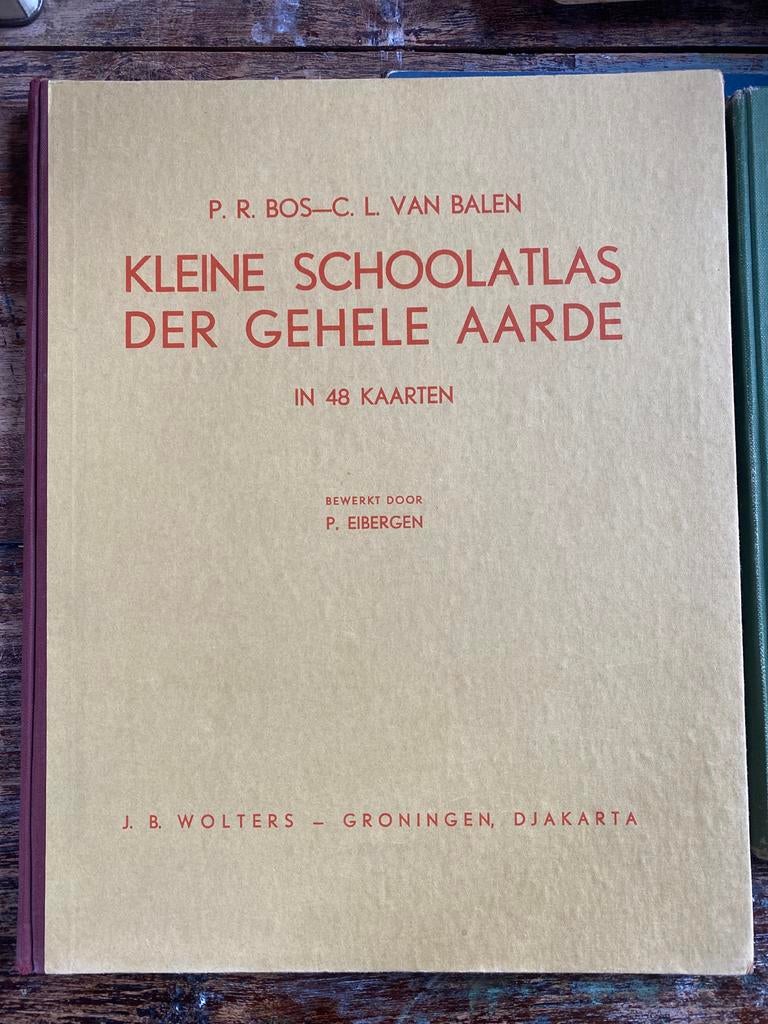 P. R. BOS—C. L. VAN BALEN
KLEINE SCHOOLATLAS
DER GEHELE AARDE
IN 48 KAARTEN
BEWERKT DOOR
P. EIBERGEN
J. B. WOLTERS – GRONINGEN, DJAKARTA